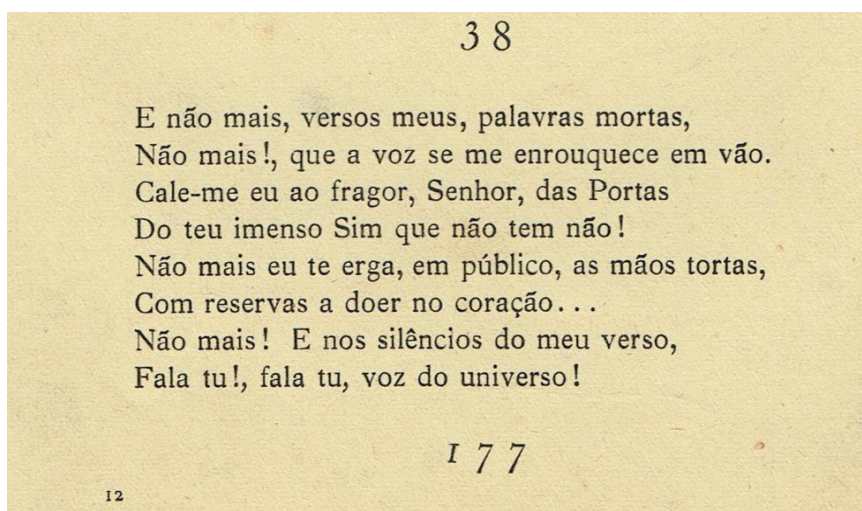 38
E não mais, versos meus, palavras mortas,
Não mais!, que a voz se me enrouquece em vão.
Cale-me eu ao fragor, Senhor, das Portas
Do teu imenso Sim que não tem não!
Não mais eu te erga, em público, as mãos tortas,
Com reservas a doer no coração...
Não mais! E nos silêncios do meu verso,
Fala tu!, fala tu, voz do universo!
177
12